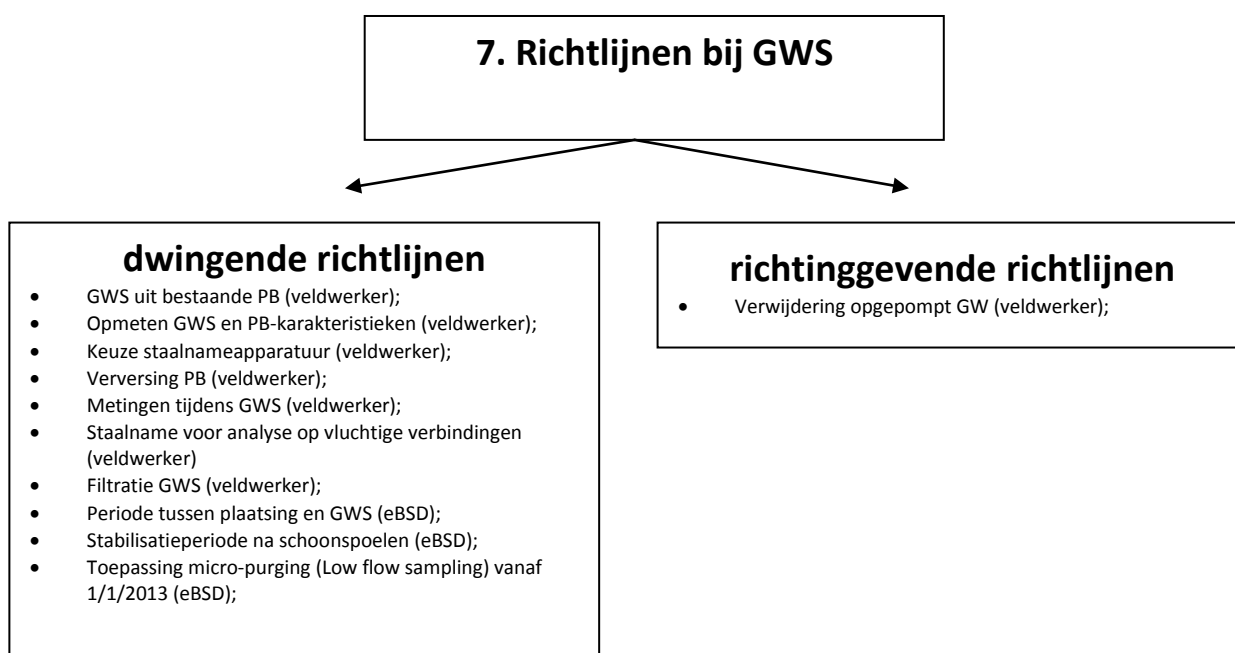 7. Richtlijnen bij GWS
dwingende richtlijnen
• GWS uit bestaande PB (veldwerker);
• Opmeten GWS en PB-karakteristieken (veldwerker);
• Keuze staalnameapparatuur (veldwerker);
• Verversing PB (veldwerker);
• Metingen tijdens GWS (veldwerker);
• Staalname voor analyse op vluchtige verbindingen
(veldwerker)
• Filtratie GWS (veldwerker);
• Periode tussen plaatsing en GWS (eBSD);
• Stabilisatieperiode na schoonspoelen (eBSD);
• Toepassing micro-purging (Low flow sampling) vanaf
1/1/2013 (eBSD);
richtinggevende richtlijnen
• Verwijdering opgepompt GW (veldwerker);